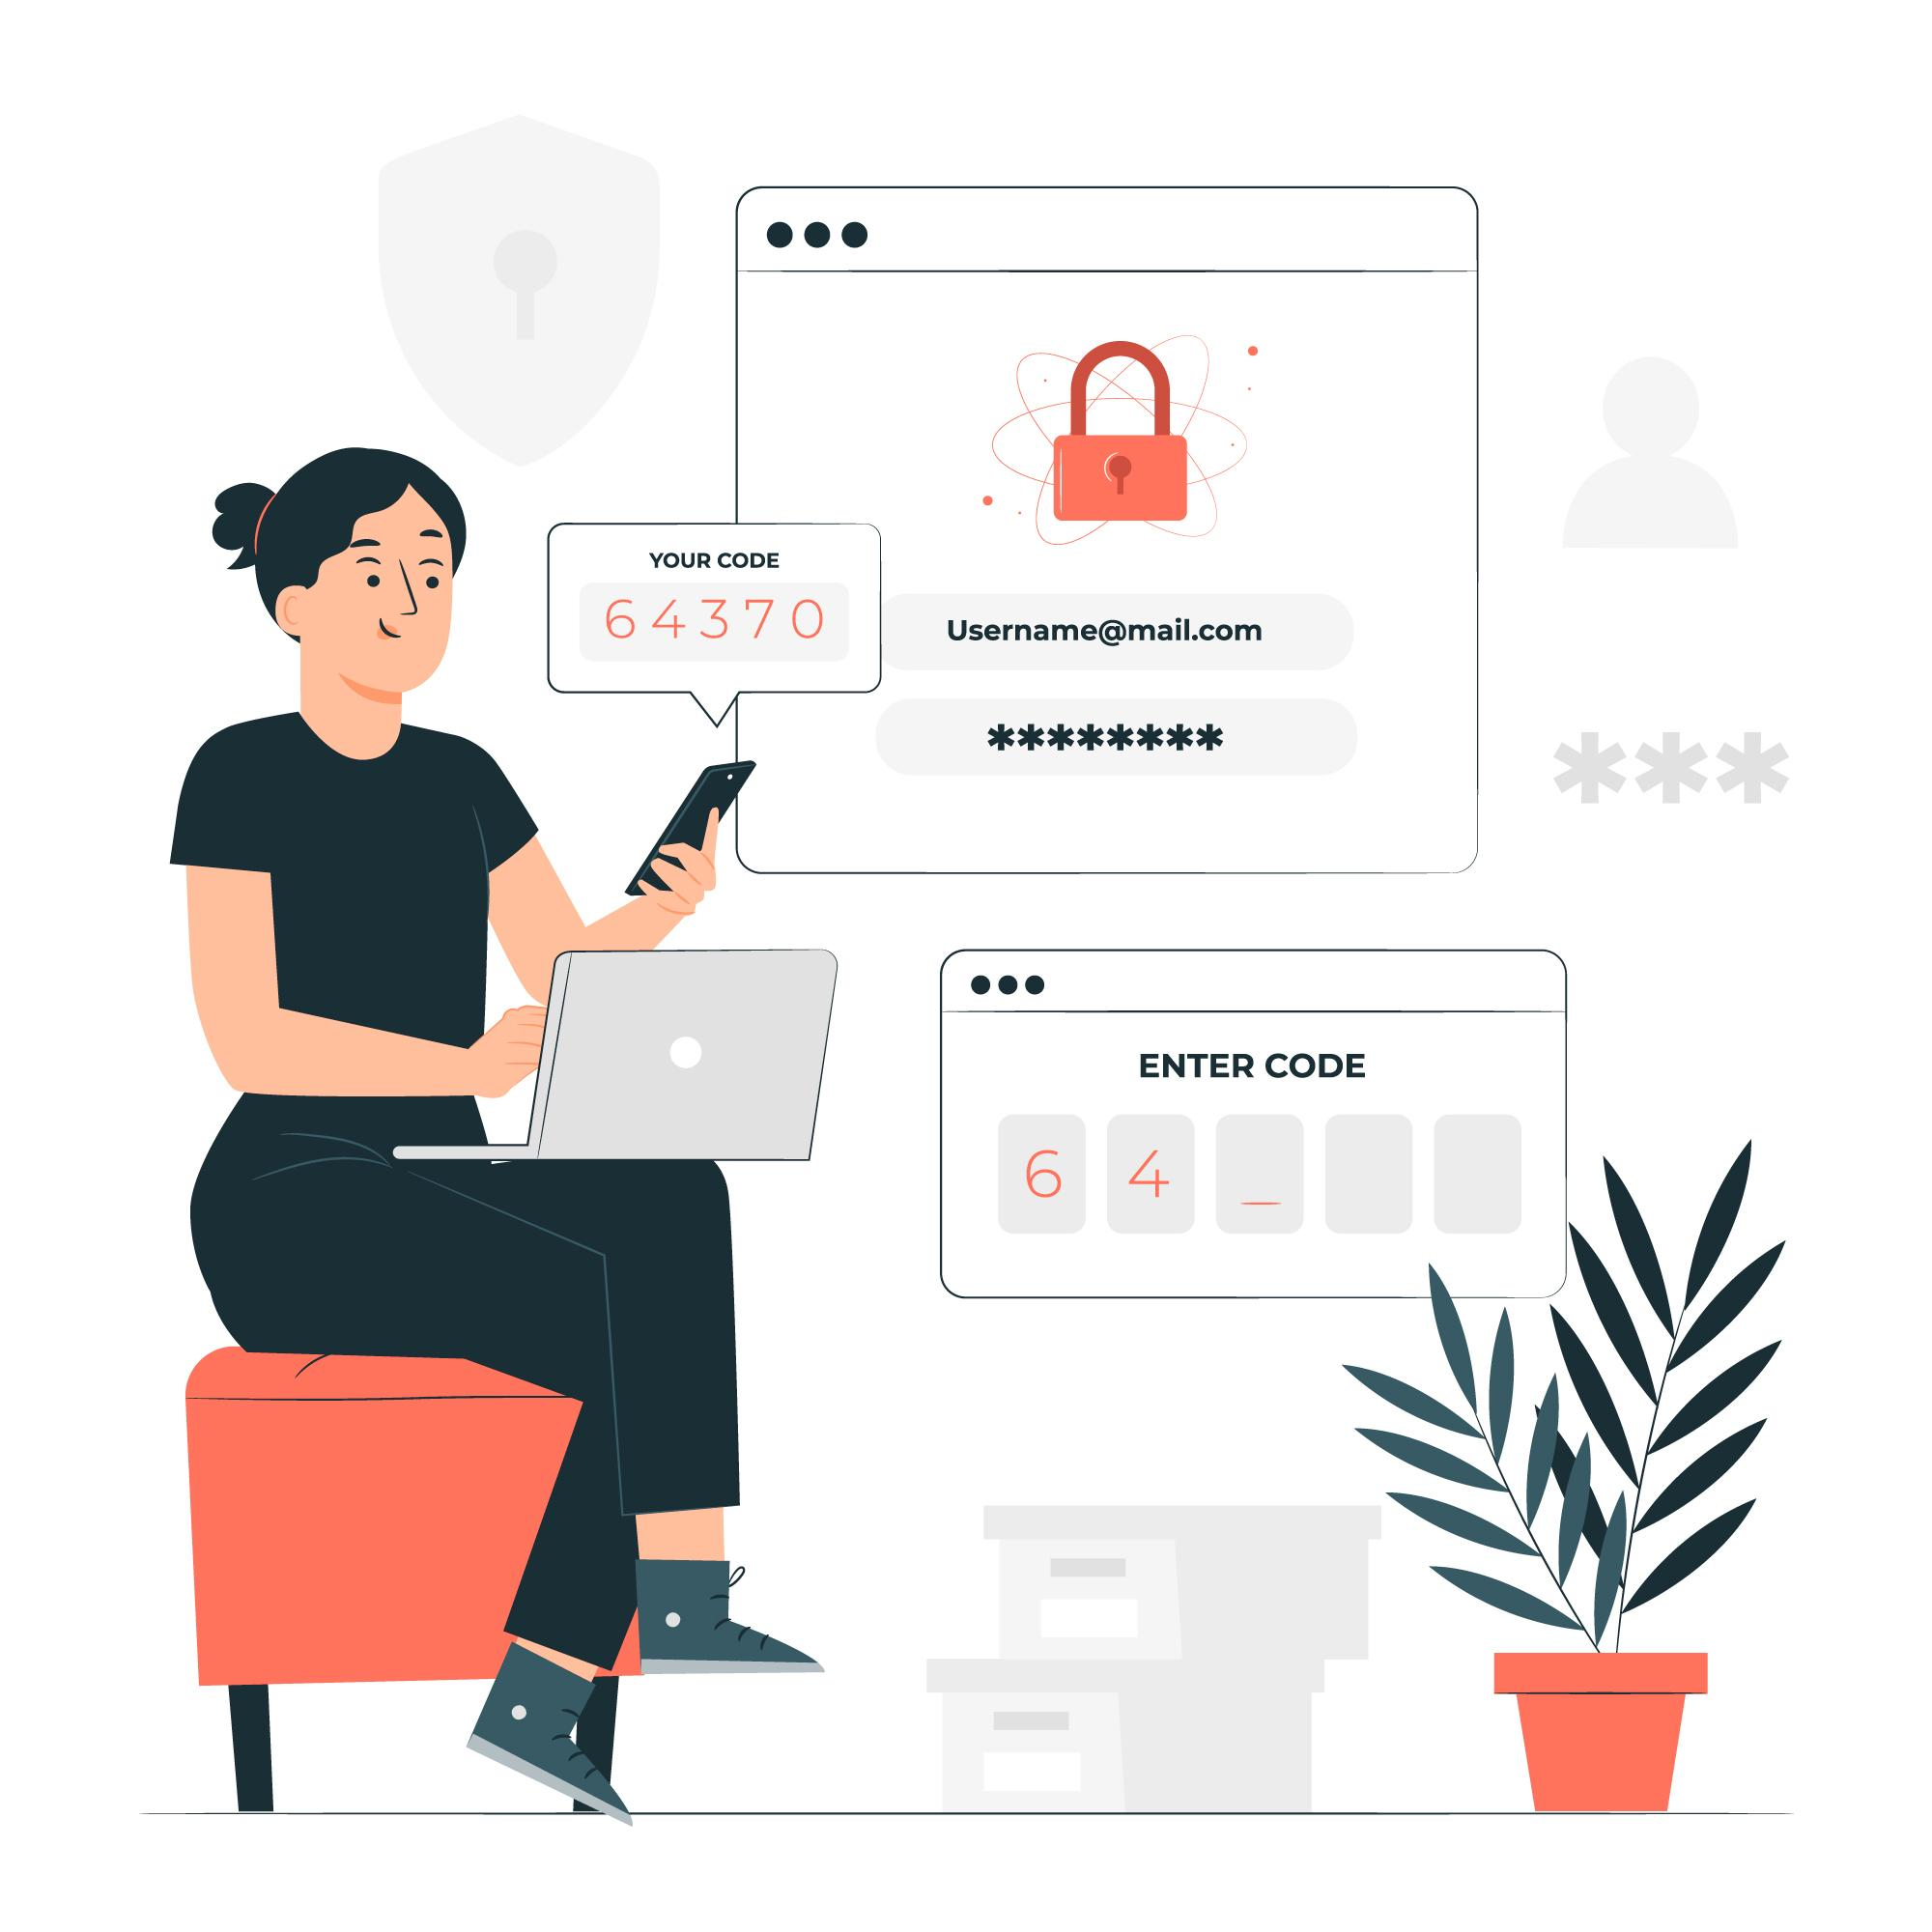 YOUR CODE
64370
Username@mail.com
********
***
ENTER CODE
6 4 _